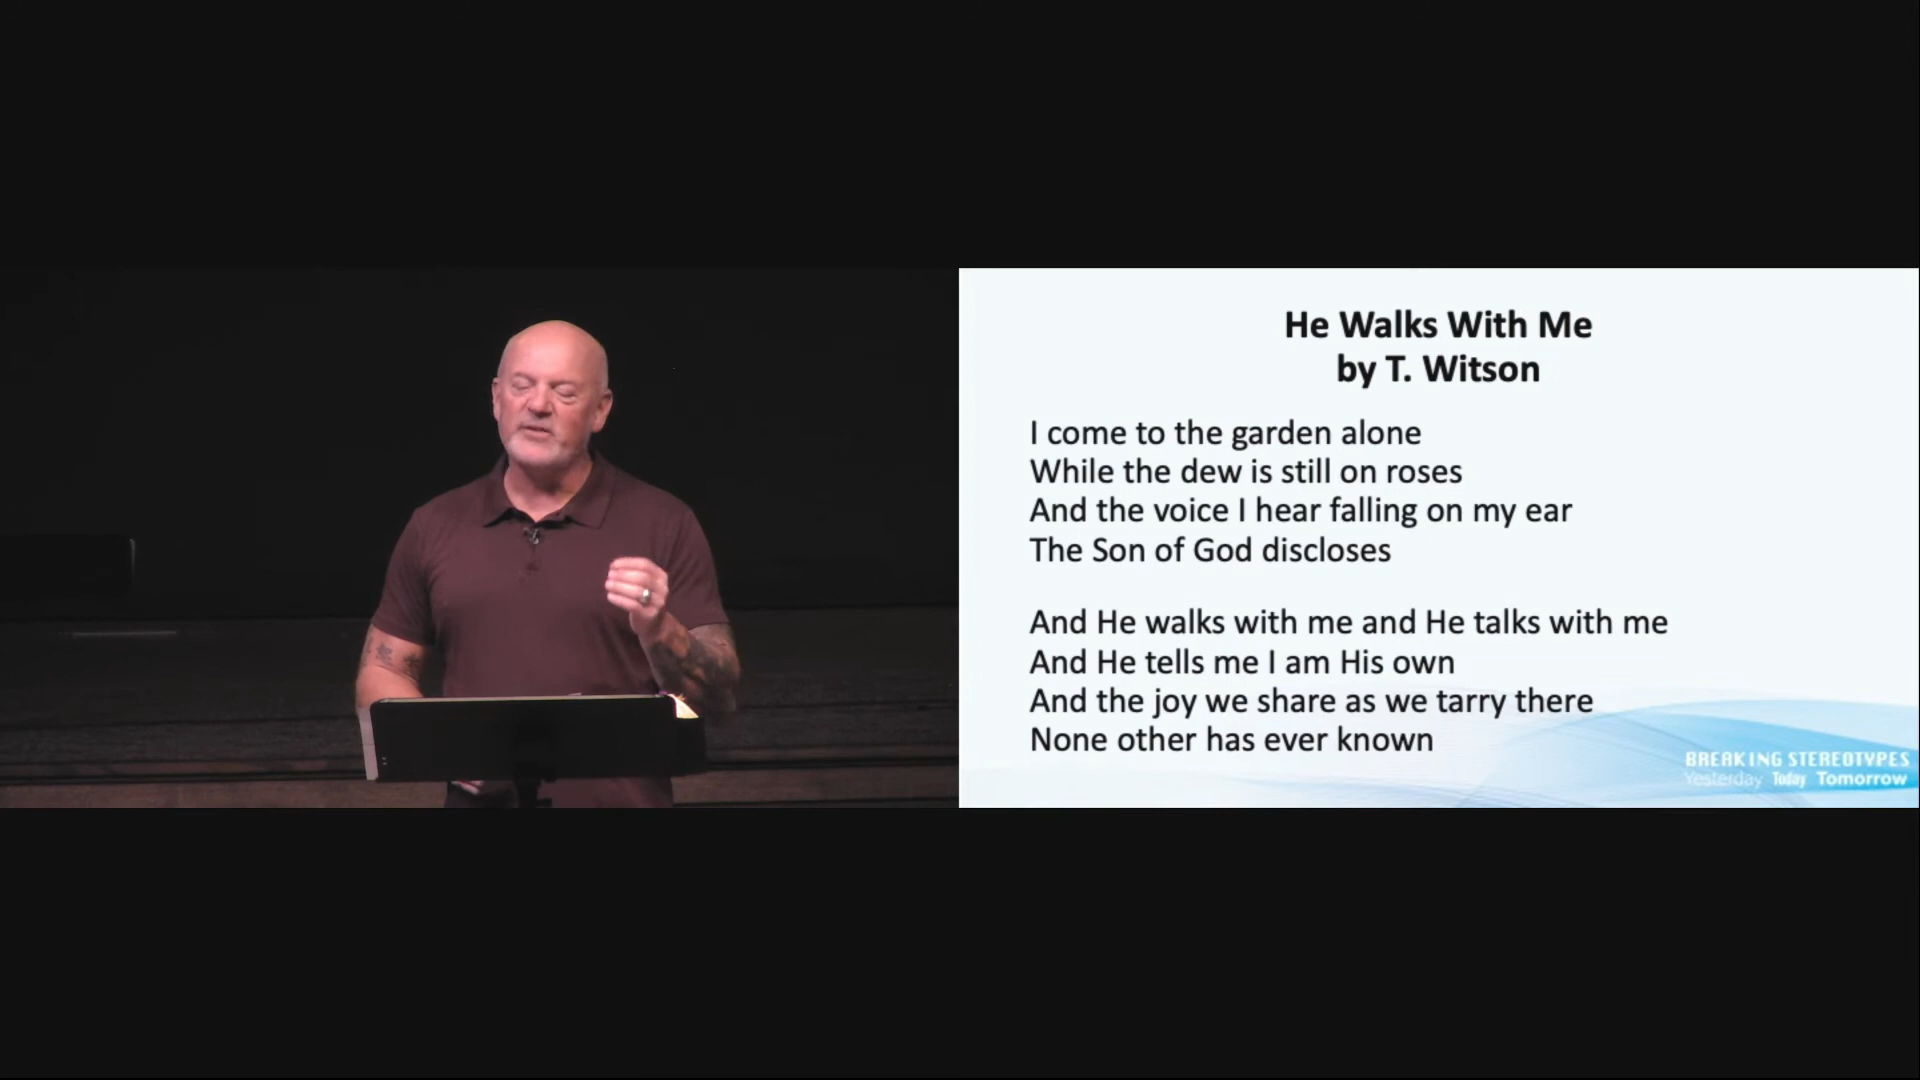 He Walks With Me
by T. Witson
I come to the garden alone
While the dew is still on roses
And the voice I hear falling on my ear
The Son of God discloses
And He walks with me and He talks with me
And He tells me I am His own
And the joy we share as we tarry there
None other has ever known
BREAKING STEREOTYPES
Yesterday Today Tomorrow